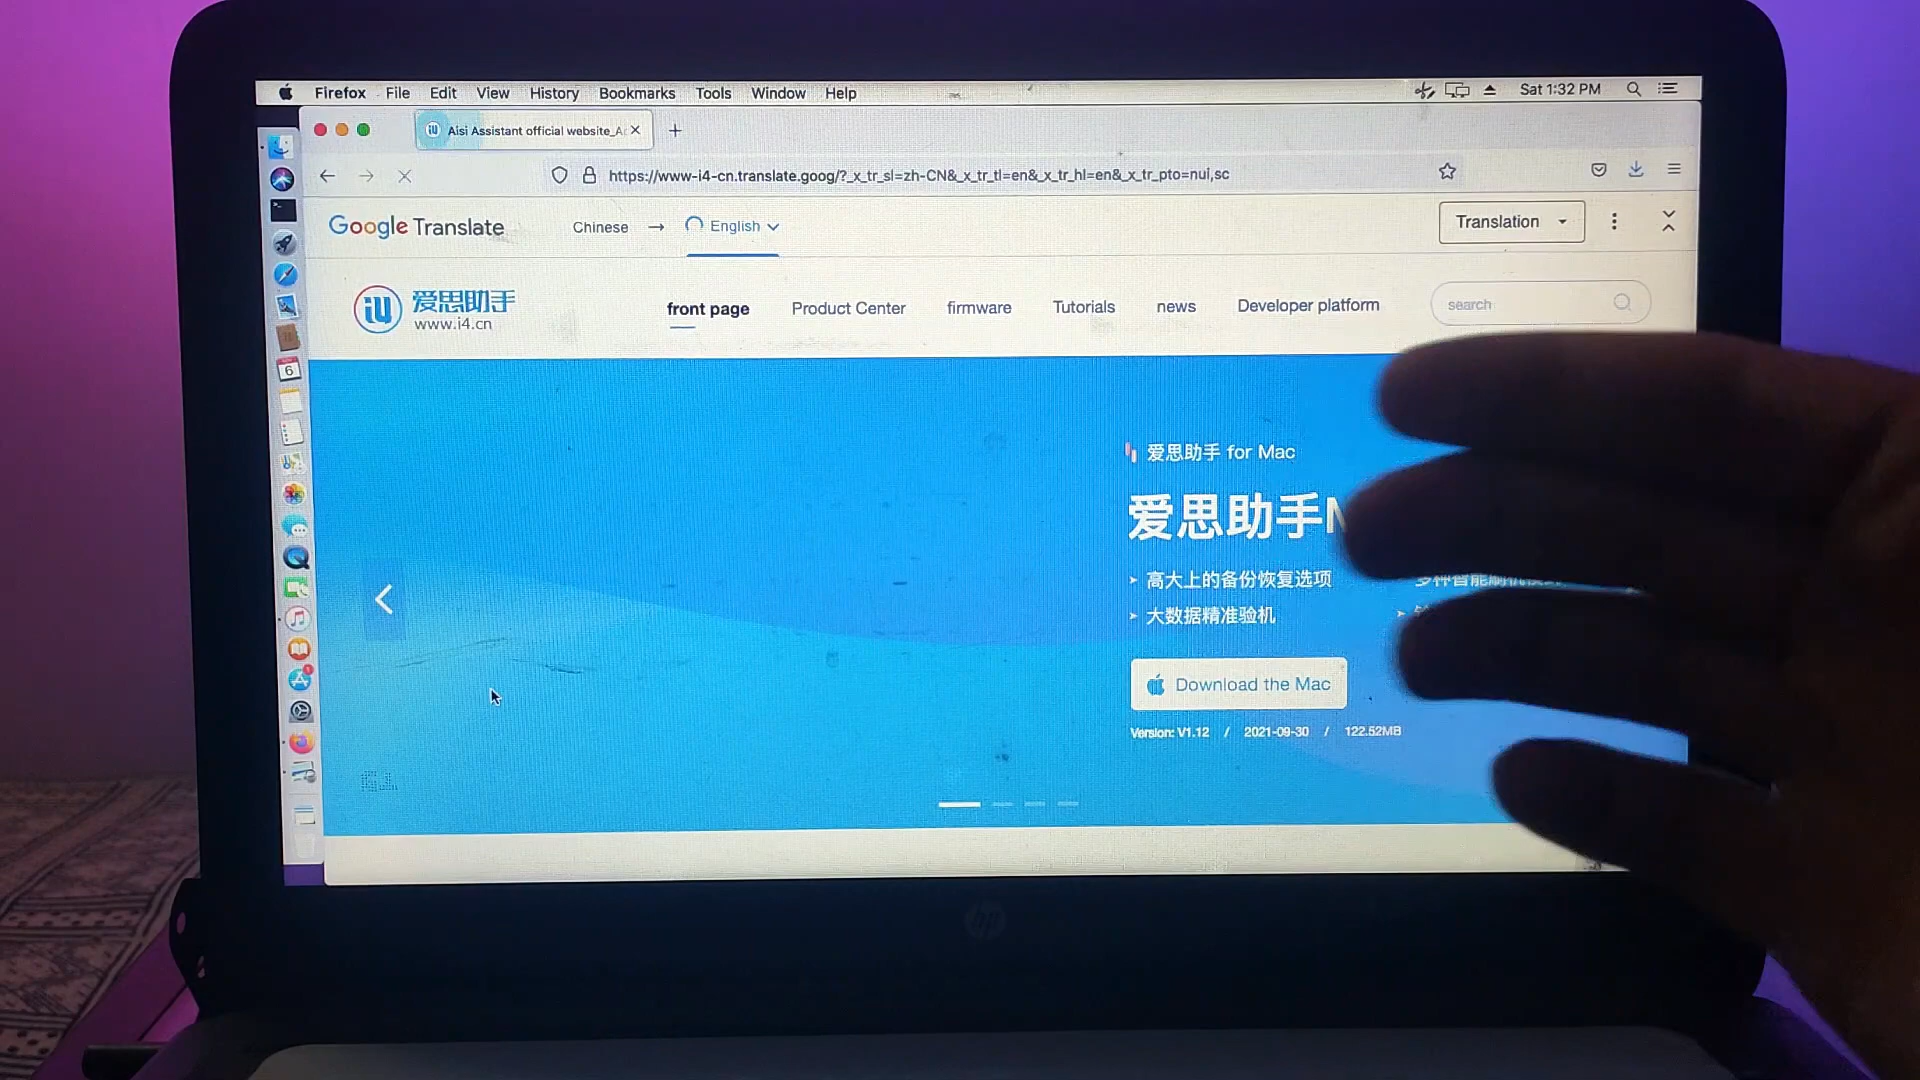 Firefox File Edit View History Bookmarks Tools Window Help
Sat 1:32 PM
Aisi Assistant official website_A
https://www-i4-cn.translate.goog/?_x_tr_sl=zh-CN&_x_tr_tl=en&_x_tr_hl=en&_x_tr_pto=nui,sc
Google Translate
Chinese → English
Translation
爱思助手
www.i4.cn
front page Product Center firmware Tutorials news Developer platform
search
6
爱思助手 for Mac
爱思助手
高大上的备份恢复选项
大数据精准验机
Download the Mac
Version: V1.12 / 2021-09-30 / 122.52MB
hp